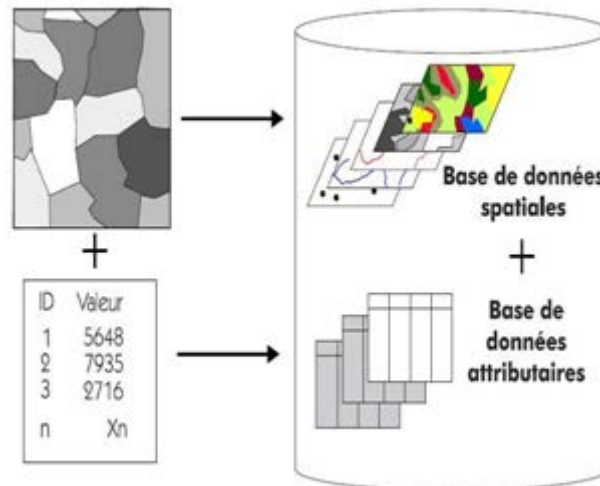 Base de données
spatiales
+
+
ID Valeur
1 5648
2 7935
3 2716
n Xn
Base de
données
attributaires